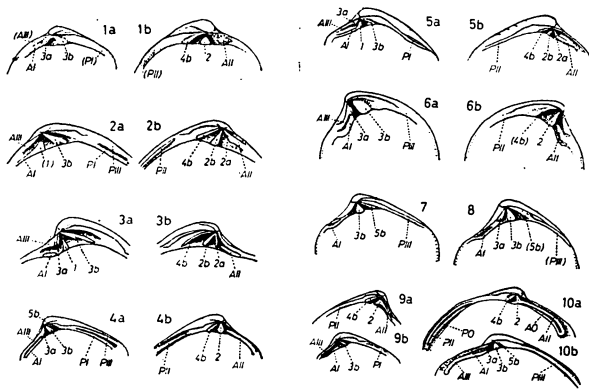 1a
(AIII) AI 3a 3b (PI)
1b
(PII) 4b 2 AII
2a
AIII AI (1) 3b PI PIII
2b
PII 4b 2b 2a AII
3a
AIII AI 3a 1 3b
3b
4b 2b 2a AII
4a
5b AIII AI 3a 3b PI PIII
4b
PII 4b 2 AII
5a
3a AIII AI 1 3b PI
5b
PII 4b 2b 2a AII
6a
AIII AI 3a 3b PIII
6b
PII (4b) 2 AII
7
AI 3b 5b PIII
8
AI 3a 3b (5b) (PIII)
9a
PII 4b 2 AII
9b
AIII AI 3b PIII
10a
PII PO 4b 2 AO AII
10b
AIII AI 3a 3b 5b PIII